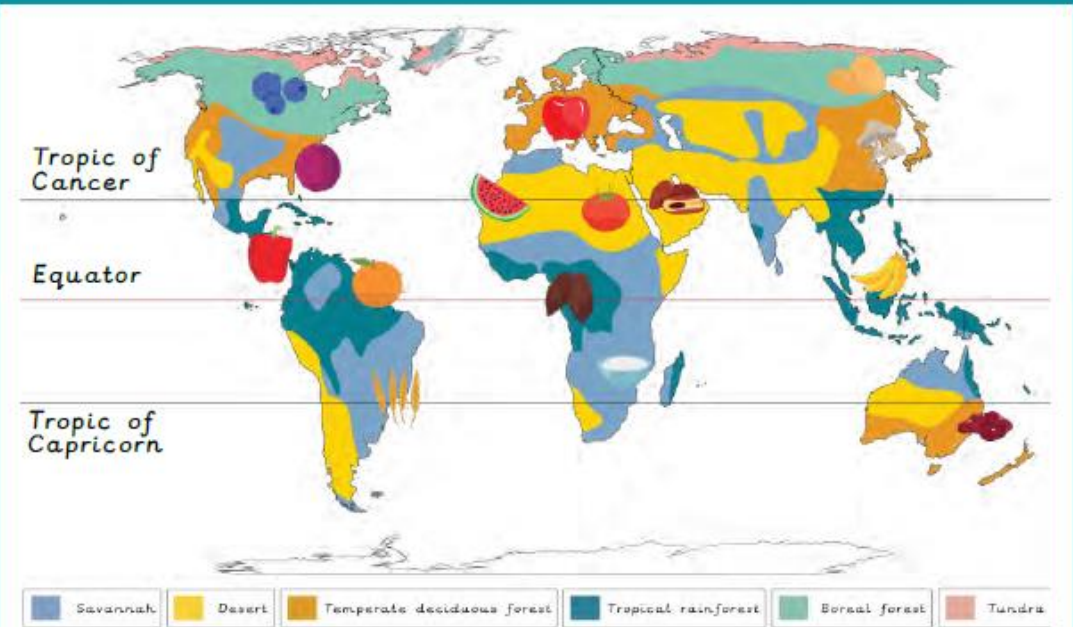 Tropic of
Cancer
Equator
Tropic of
Capricorn
Savannah
Desert
Temperate deciduous forest
Tropical rainforest
Boreal forest
Tundra